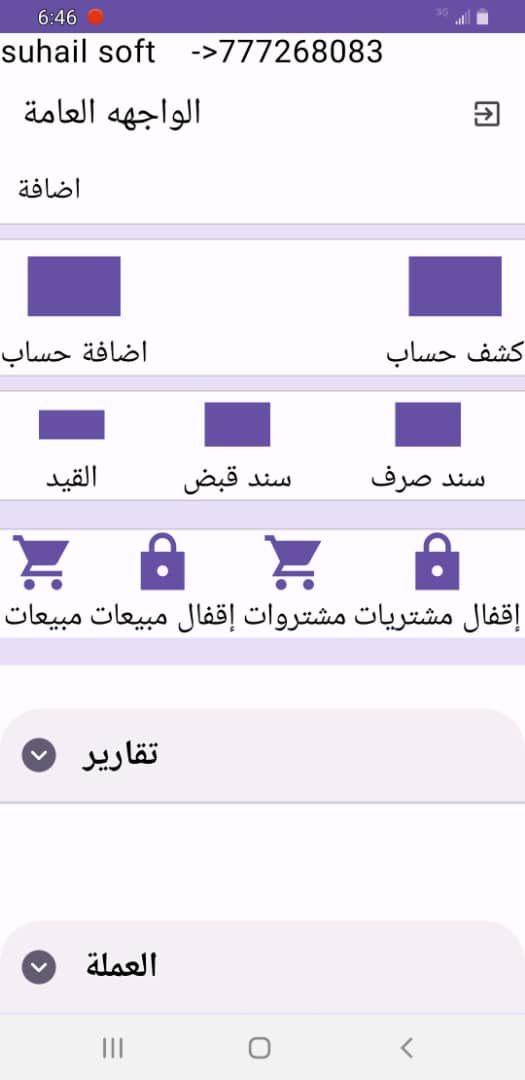 6:46 3G
suhail soft ->777268083
الواجهه العامة
اضافة
كشف حساب اضافة حساب
سند صرف سند قبض القيد
إقفال مشتريات مشتروات إقفال مبيعات مبيعات
تقارير
العملة